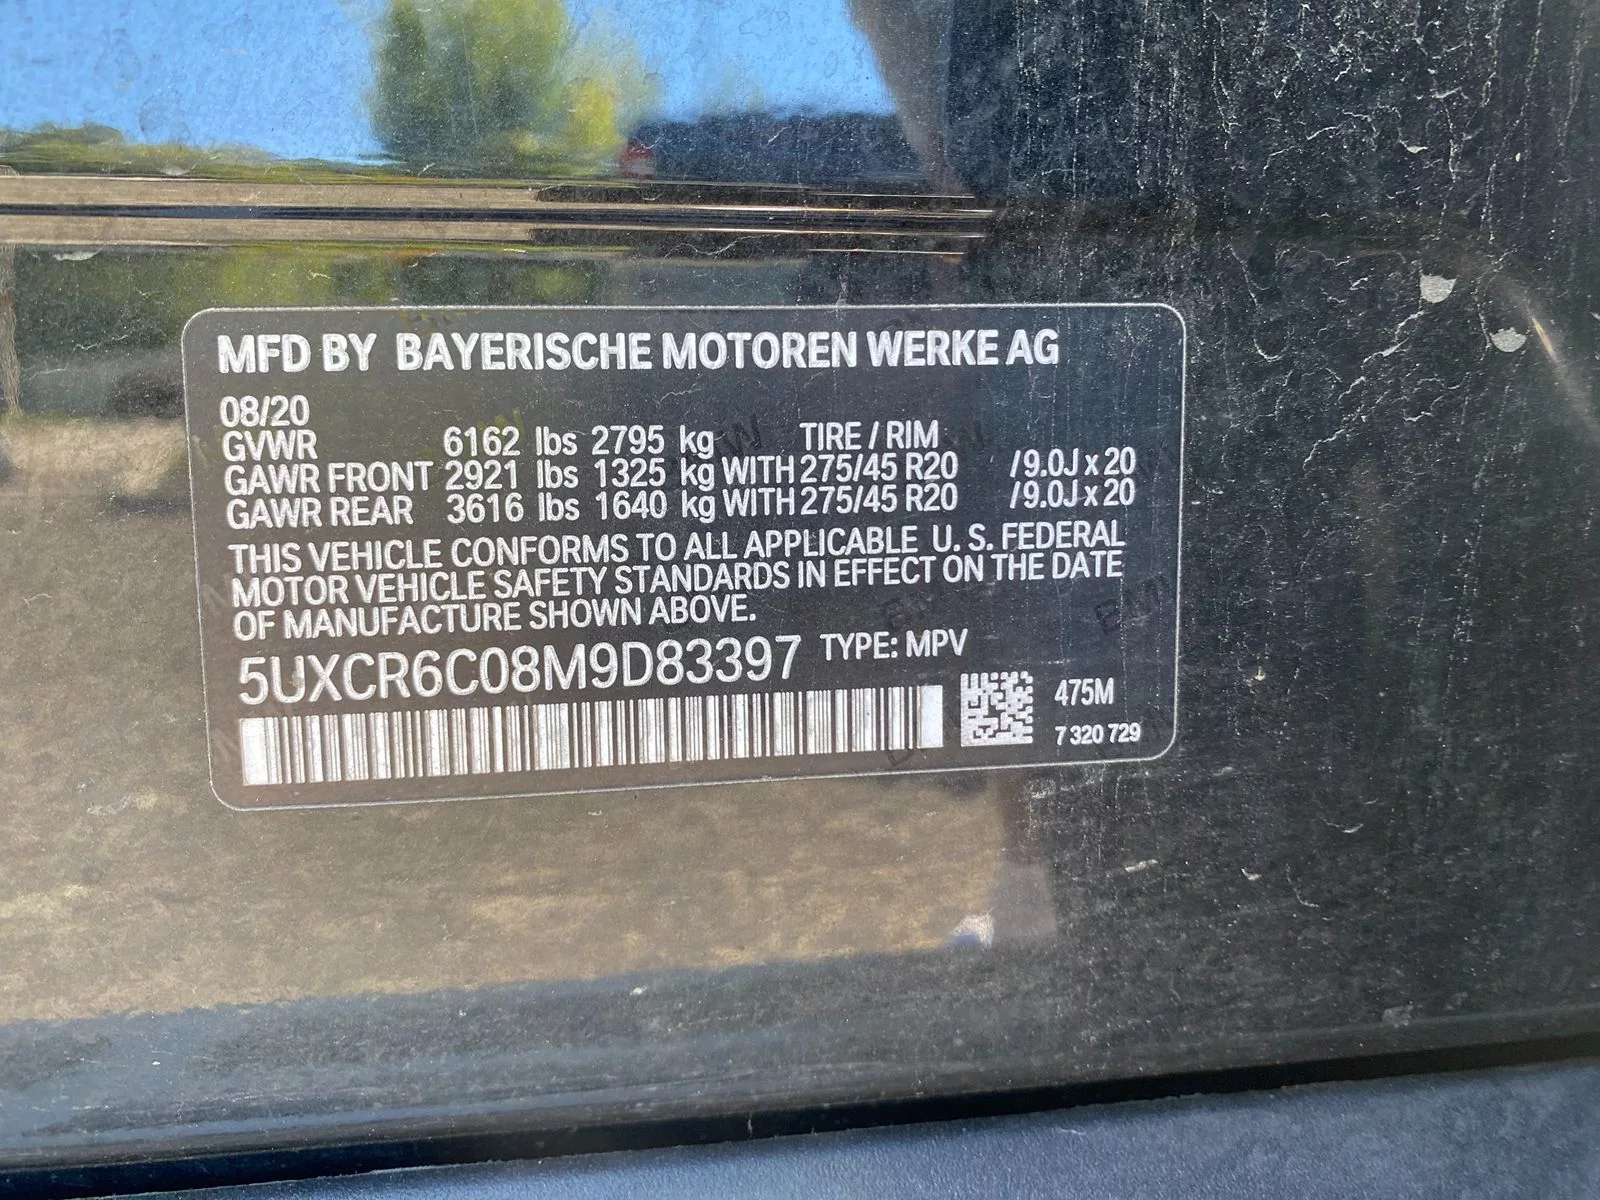 MFD BY BAYERISCHE MOTOREN WERKE AG
08/20
GVWR 6162 lbs 2795 kg TIRE / RIM
GAWR FRONT 2921 lbs 1325 kg WITH 275/45 R20 /9.0J x 20
GAWR REAR 3616 lbs 1640 kg WITH 275/45 R20 /9.0J x 20
THIS VEHICLE CONFORMS TO ALL APPLICABLE U. S. FEDERAL
MOTOR VEHICLE SAFETY STANDARDS IN EFFECT ON THE DATE
OF MANUFACTURE SHOWN ABOVE.
5UXCR6C08M9D83397 TYPE: MPV
475M
7 320 729